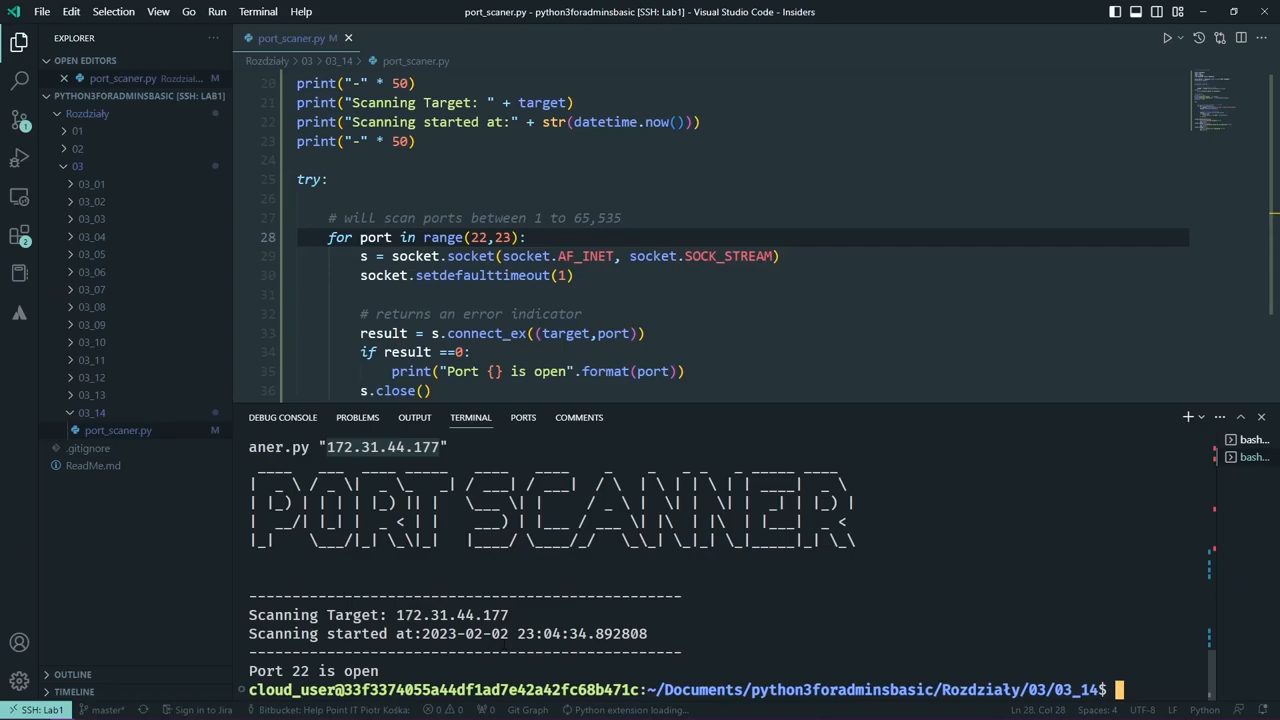 File Edit Selection View Go Run Terminal Help
port_scaner.py - python3foradminsbasic [SSH: Lab1] - Visual Studio Code - Insiders
EXPLORER
OPEN EDITORS
port_scaner.py Rozdzia... M
PYTHON3FORADMINSBASIC [SSH: LAB1]
Rozdziały
01
02
03
03_01
03_02
03_03
03_04
03_05
03_06
03_07
03_08
03_09
03_10
03_11
03_12
03_13
03_14
port_scaner.py M
.gitignore
ReadMe.md
OUTLINE
TIMELINE
port_scaner.py M
Rozdziały > 03 > 03_14 > port_scaner.py
20 print("-" * 50)
21 print("Scanning Target: " + target)
22 print("Scanning started at:" + str(datetime.now()))
23 print("-" * 50)
24
25 try:
26
27 # will scan ports between 1 to 65,535
28 for port in range(22,23):
29 s = socket.socket(socket.AF_INET, socket.SOCK_STREAM)
30 socket.setdefaulttimeout(1)
31
32 # returns an error indicator
33 result = s.connect_ex((target,port))
34 if result ==0:
35 print("Port {} is open".format(port))
36 s.close()
DEBUG CONSOLE PROBLEMS OUTPUT TERMINAL PORTS COMMENTS
bash...
bash...
aner.py "172.31.44.177"
PORT SCANNER
--------------------------------------------------
Scanning Target: 172.31.44.177
Scanning started at:2023-02-02 23:04:34.892808
--------------------------------------------------
Port 22 is open
cloud_user@33f3374055a44df1ad7e42a42fc68b471c:~/Documents/python3foradminsbasic/Rozdziały/03/03_14$
SSH: Lab1 master* Sign in to Jira Bitbucket: Help Point IT Piotr Kośka: 0 0 0 Git Graph Python extension loading... Ln 28, Col 28 Spaces: 4 UTF-8 LF Python